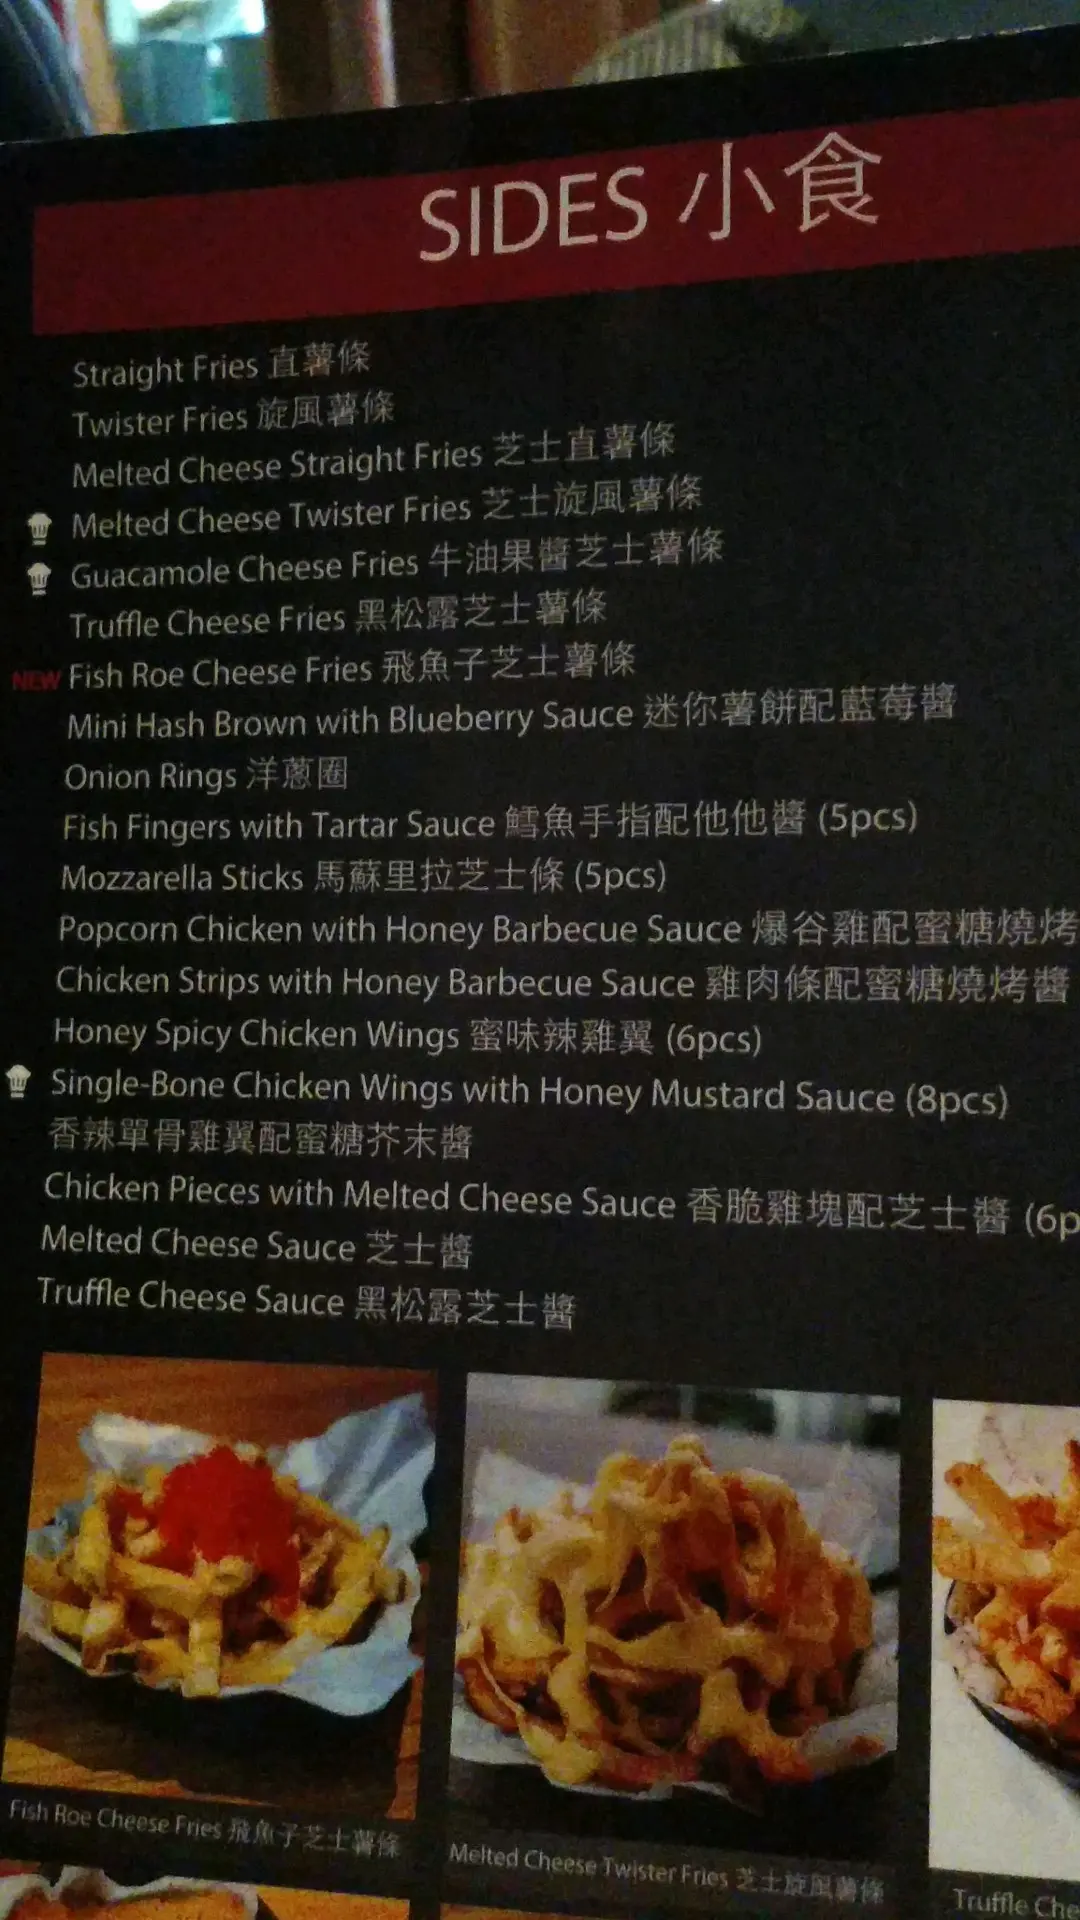 SIDES 小食
Straight Fries 直薯條
Twister Fries 旋風薯條
Melted Cheese Straight Fries 芝士直薯條
Melted Cheese Twister Fries 芝士旋風薯條
Guacamole Cheese Fries 牛油果醬芝士薯條
Truffle Cheese Fries 黑松露芝士薯條
NEW Fish Roe Cheese Fries 飛魚子芝士薯條
Mini Hash Brown with Blueberry Sauce 迷你薯餅配藍莓醬
Onion Rings 洋蔥圈
Fish Fingers with Tartar Sauce 鱈魚手指配他他醬 (5pcs)
Mozzarella Sticks 馬蘇里拉芝士條 (5pcs)
Popcorn Chicken with Honey Barbecue Sauce 爆谷雞配蜜糖燒烤
Chicken Strips with Honey Barbecue Sauce 雞肉條配蜜糖燒烤醬
Honey Spicy Chicken Wings 蜜味辣雞翼 (6pcs)
Single-Bone Chicken Wings with Honey Mustard Sauce (8pcs)
香辣單骨雞翼配蜜糖芥末醬
Chicken Pieces with Melted Cheese Sauce 香脆雞塊配芝士醬 (6p
Melted Cheese Sauce 芝士醬
Truffle Cheese Sauce 黑松露芝士醬
Fish Roe Cheese Fries 飛魚子芝士薯條
Melted Cheese Twister Fries 芝士旋風薯條
Truffle Che